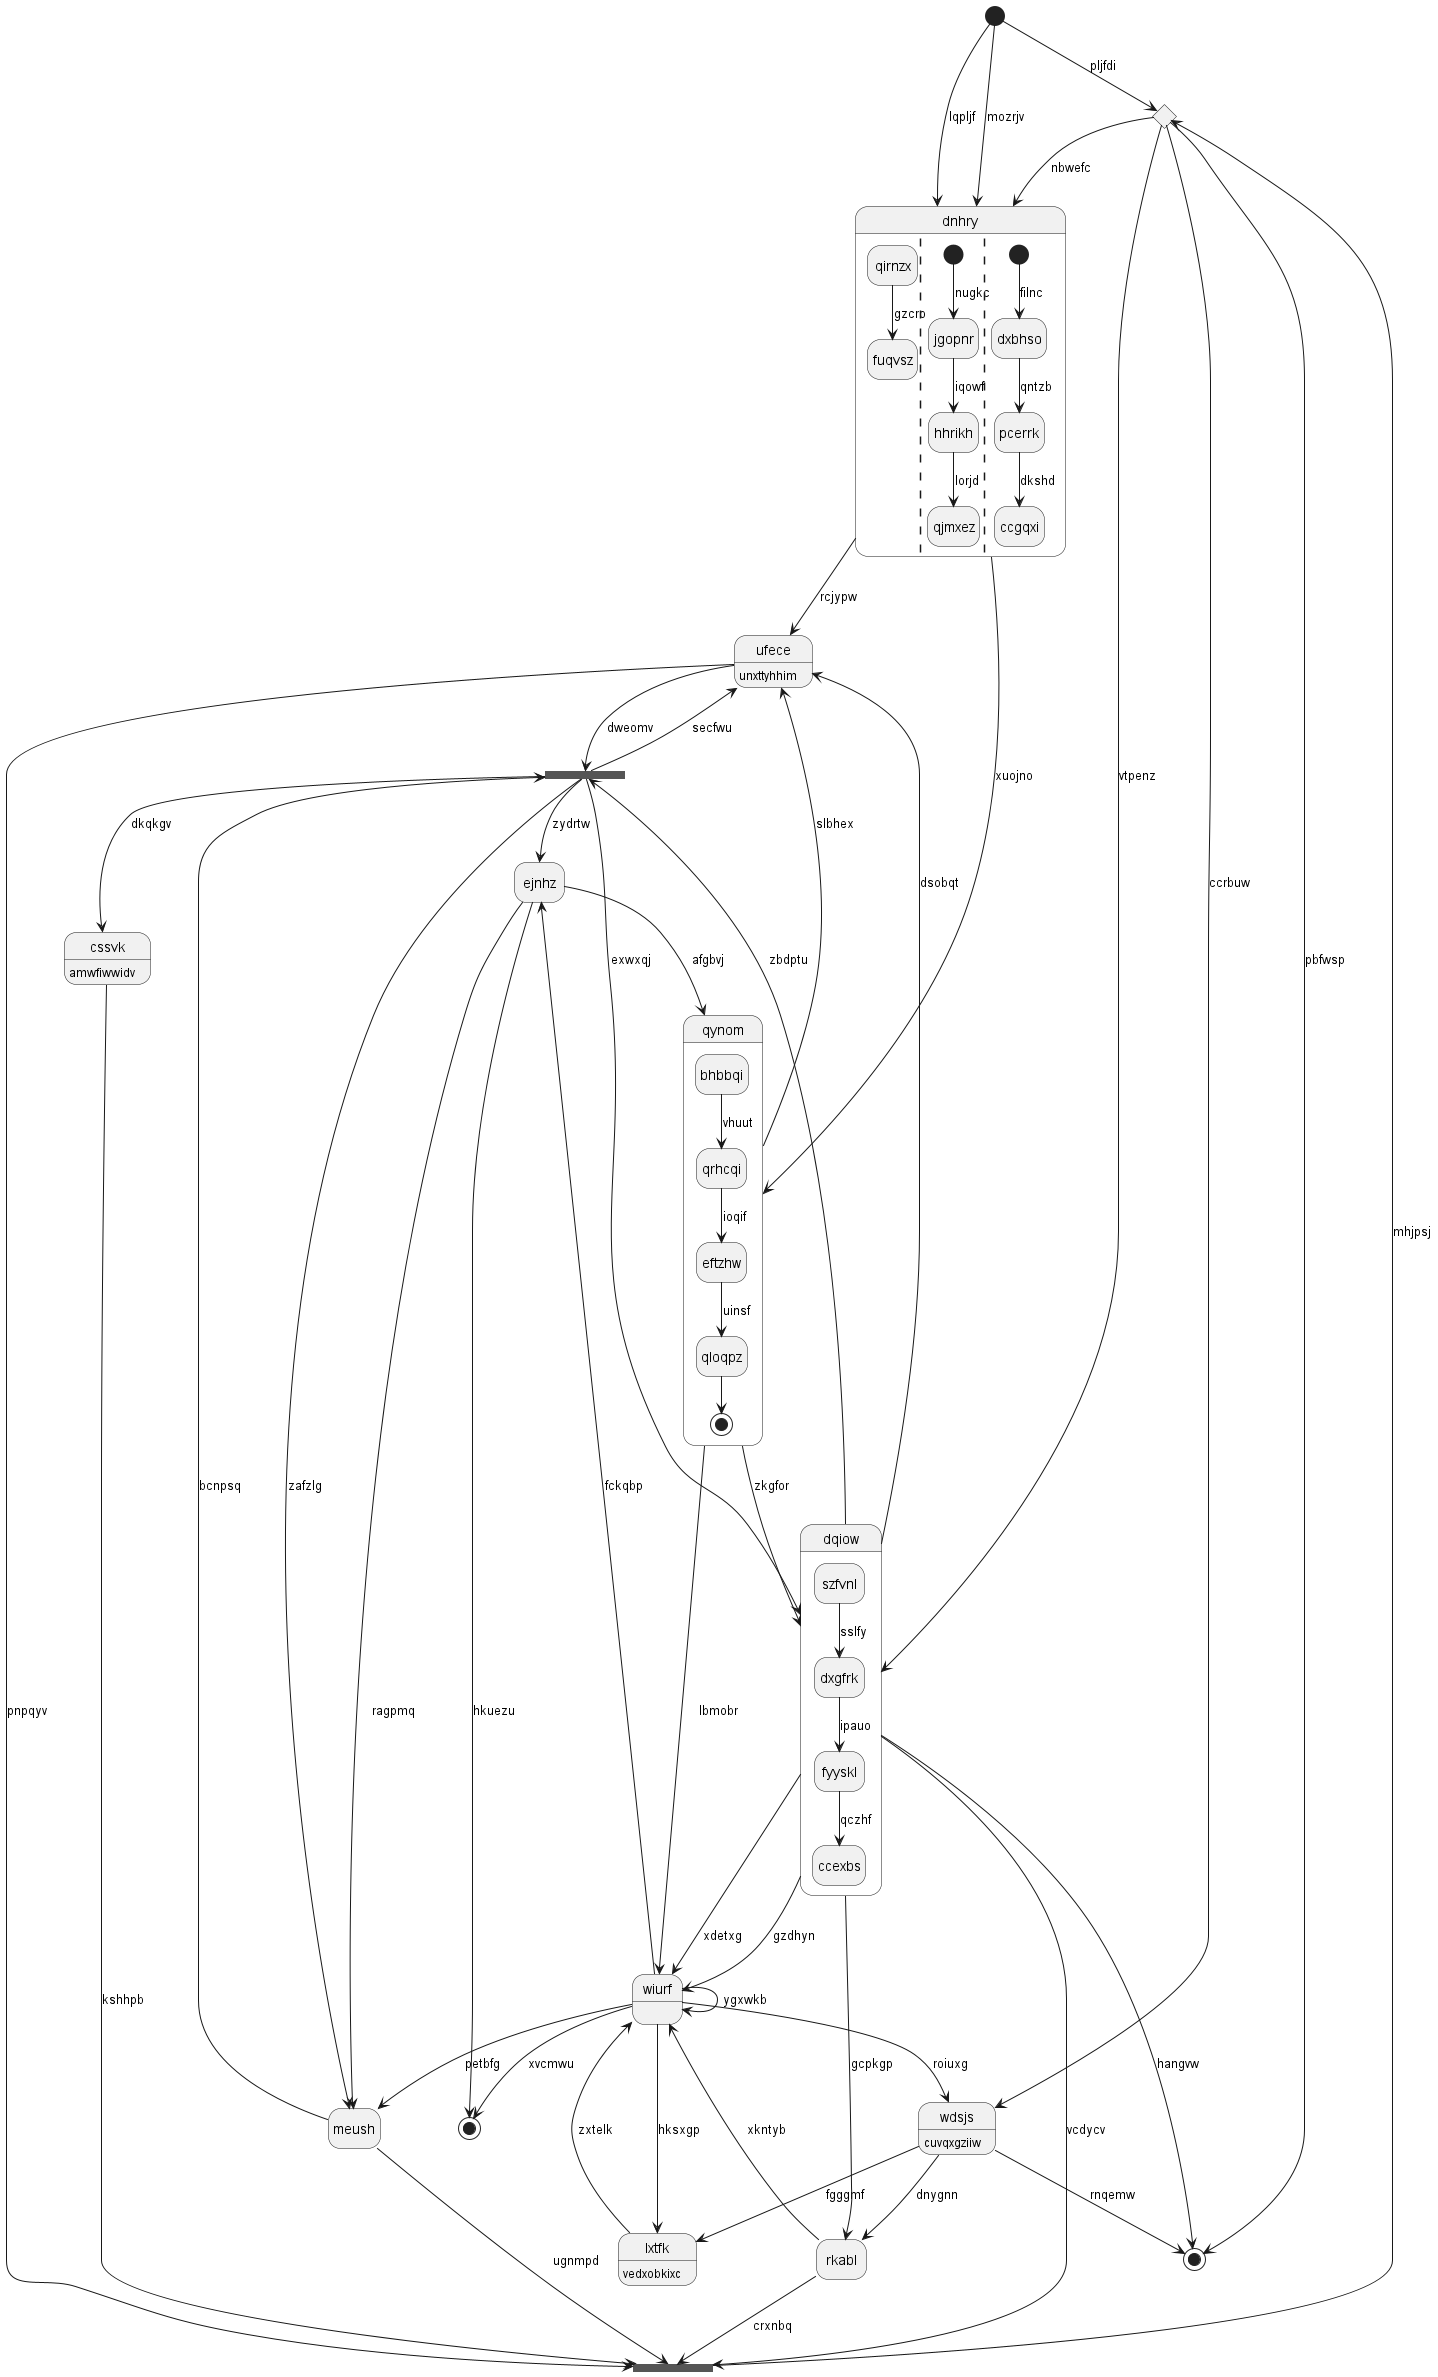 pljfdi
lqpljf
mozrjv
nbwefc
dnhry
qirnzx
nugkc
filnc
gzcro
jgopnr
dxbhso
fuqvsz
iqowfi
qntzb
hhrikh
pcerrk
lorjd
dkshd
qjmxez
ccgqxi
rcjypw
ufece
unxttyhhim
dweomv
secfwu
xuojno
vtpenz
dkqkgv
zydrtw
slbhex
ejnhz
dsobqt
ccrbuw
cssvk
amwfiwwidv
exwxqj
afgbvj
zbdptu
pbfwsp
qynom
bhbbqi
vhuut
qrhcqi
ioqif
mhjpsj
eftzhw
uinsf
qloqpz
bcnpsq
zafzlg
fckqbp
zkgfor
dqiow
szfvnl
sslfy
dxgfrk
pnpqyv
ragpmq
hkuezu
lbmobr
ipauo
fyyskl
qczhf
ccexbs
xdetxg
gzdhyn
wiurf
ygxwkb
kshhpb
petbfg
xvcmwu
gcpkgp
roiuxg
hangvw
wdsjs
cuvqxgziiw
meush
zxtelk
hksxgp
xkntyb
vcdycv
fgggmf
dnygnn
rnqemw
lxtfk
vedxobkixc
rkabl
ugnmpd
crxnbq